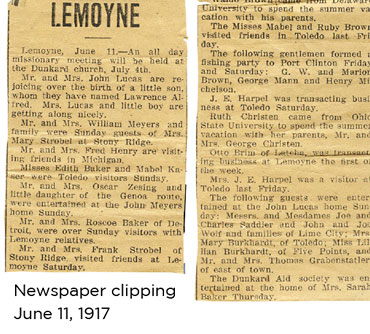 LEMOYNE
Lemoyne, June 11.—An all day
missionary meeting will be held at
the Dunkard church, July 4th.
Mr. and Mrs. John Lucas are re-
joicing over the birth of a little son,
whom they have named Lawrence Al-
fred. Mrs. Lucas and little boy are
getting along nicely.
Mr. and Mrs. William Meyers and
family were Sunday guests of Mrs.
Mary Strobel at Stony Ridge.
Mr. and Mrs. Fred Henry are vis-
iting friends in Michigan.
Misses Edith Baker and Mabel
were Toledo visitors Sunday.
Mr. and Mrs. Oscar Zesing and
little daughter of the Genoa route,
were entertained at the John Meyers
home Sunday.
Mr. and Mrs. Roscoe Baker of De-
troit, were over Sunday visitors with
Lemoyne relatives.
Mr. and Mrs. Frank Strobel of
Stony Ridge, visited friends at Le-
moyne Saturday.
Newspaper clipping
June 11, 1917
University to spend the summer va-
cation with his parents.
The Misses Mabel and Ruby Brown
visited friends in Toledo last Fri-
day.
The following gentlemen formed
fishing party to Port Clinton Friday
and Saturday: G. W. and Marion
Brown, George Mann and Henry Mi-
chelson.
J. E. Harpel was transacting busi-
ness at Toledo Saturday.
Ruth Christen came from Ohio
State University to spend the summer
vacation with her parents, Mr. and
Mrs. George Christen.
Otto Brim of was transact-
ing business at Lemoyne the first of
the week.
Mrs. J. E. Harpel was a visitor at
Toledo last Friday.
The following guests were enter-
tained at the John Lucas home Sun-
day: Messrs. and Mesdames Joe and
Charles Saddler and John and Jos.
Wolf and families of Lime City; Mrs.
Mary Burkhardt, of Toledo; Miss Lil-
lian Burkhardt, of Five Points, and
Mr. and Mrs. Thomas Grabenstatler
of east of town.
The Dunkard Aid society was en-
tertained at the home of Mrs. Sarah
Baker Thursday.